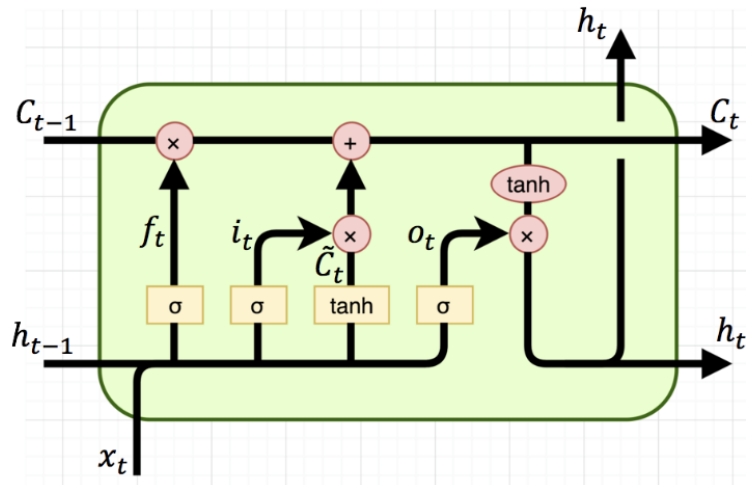 h_t
C_{t-1} C_t
× +
tanh
f_t i_t × o_t ×
C̃_t
σ σ tanh σ
h_{t-1} h_t
x_t